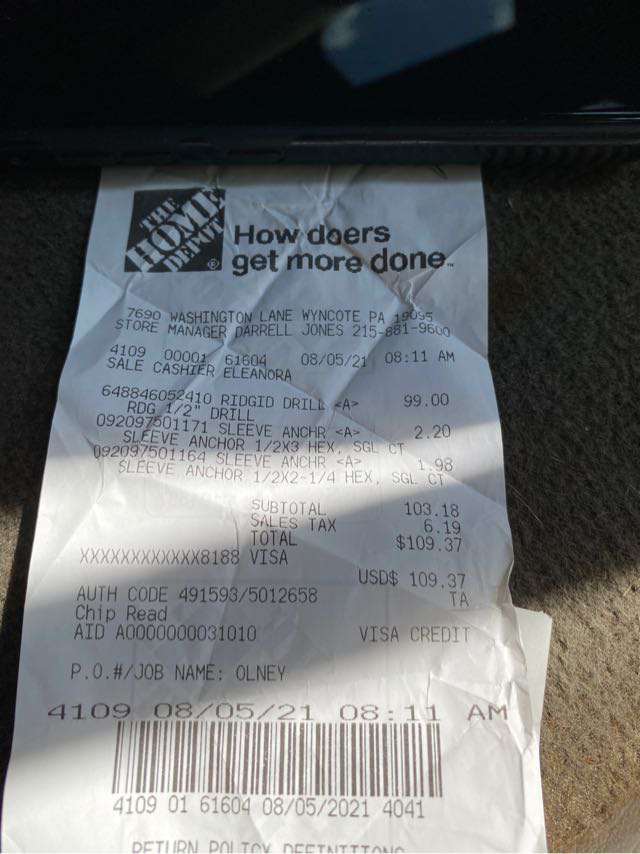 THE
HOME
DEPOT
®
How doers
get more done™
7690 WASHINGTON LANE WYNCOTE PA 19095
STORE MANAGER DARRELL JONES 215-881-9600
4109 00001 61604 08/05/21 08:11 AM
SALE CASHIER ELEANORA
648846052410 RIDGID DRILL <A> 99.00
RDG 1/2" DRILL
092097501171 SLEEVE ANCHR <A> 2.20
SLEEVE ANCHOR 1/2X3 HEX, SGL CT
092097501164 SLEEVE ANCHR <A> 1.98
SLEEVE ANCHOR 1/2X2-1/4 HEX, SGL CT
SUBTOTAL 103.18
SALES TAX 6.19
TOTAL $109.37
XXXXXXXXXXXX8188 VISA
USD$ 109.37
AUTH CODE 491593/5012658 TA
Chip Read
AID A0000000031010 VISA CREDIT
P.O.#/JOB NAME: OLNEY
4109 08/05/21 08:11 AM
4109 01 61604 08/05/2021 4041
RETURN POLICY DEFINITIONS